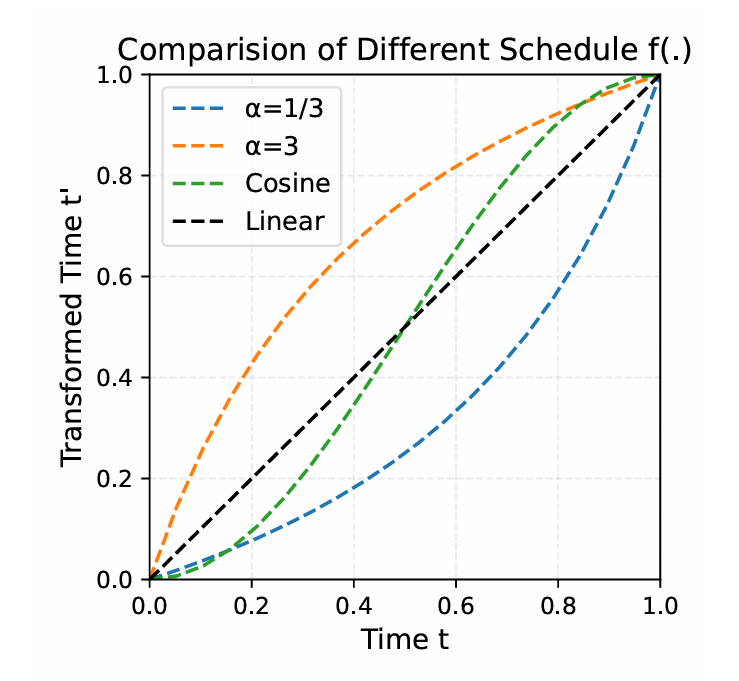 Comparision of Different Schedule f(.)
α=1/3
α=3
Cosine
Linear
Transformed Time t'
1.0
0.8
0.6
0.4
0.2
0.0
0.0 0.2 0.4 0.6 0.8 1.0
Time t